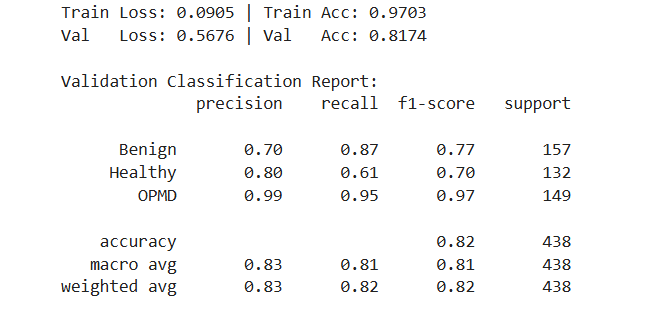 Train Loss: 0.0905 | Train Acc: 0.9703
Val   Loss: 0.5676 | Val   Acc: 0.8174
Validation Classification Report:
              precision    recall  f1-score   support
      Benign       0.70      0.87      0.77       157
     Healthy       0.80      0.61      0.70       132
        OPMD       0.99      0.95      0.97       149
    accuracy                           0.82       438
   macro avg       0.83      0.81      0.81       438
weighted avg       0.83      0.82      0.82       438